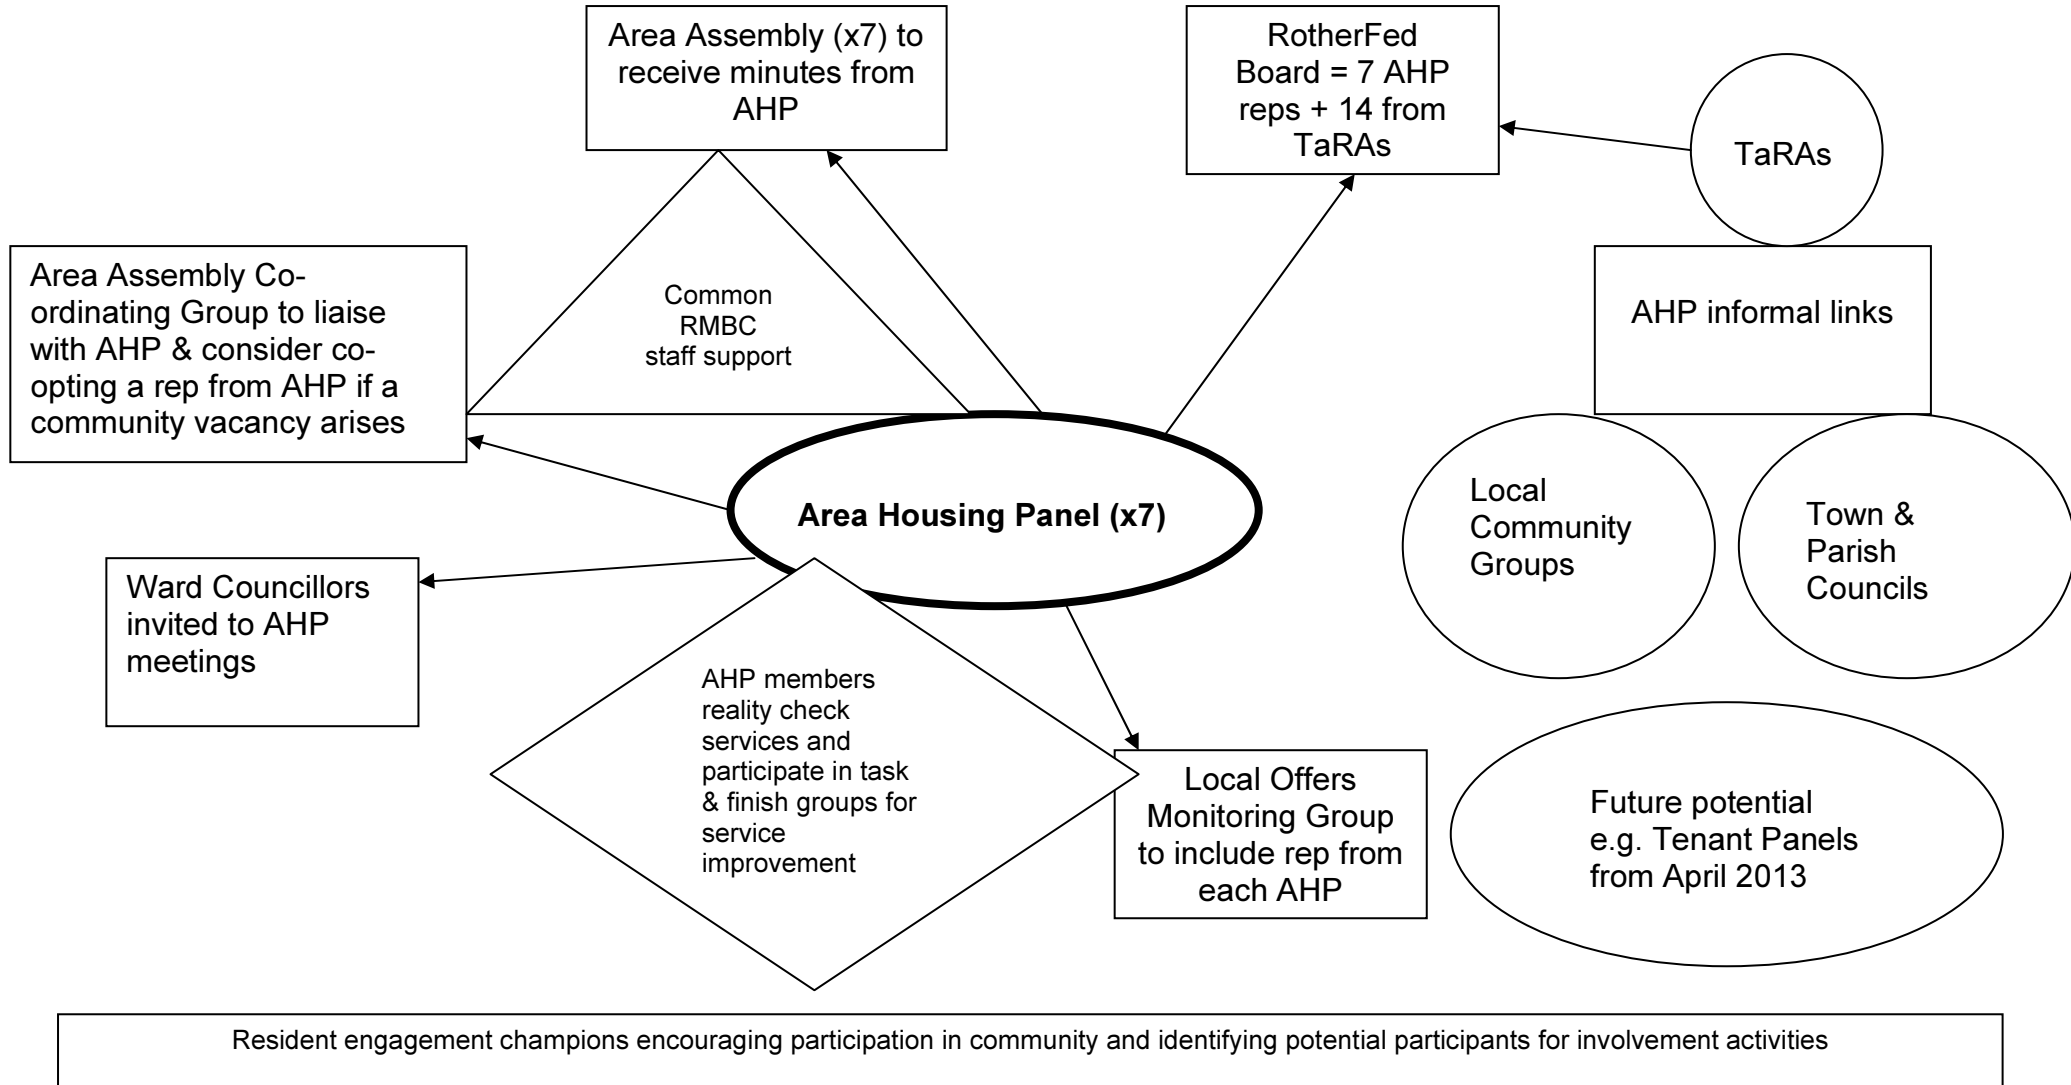 Area Assembly (x7) to
receive minutes from
AHP
RotherFed
Board = 7 AHP
reps + 14 from
TaRAs
TaRAs
Area Assembly Co-
ordinating Group to liaise
with AHP & consider co-
opting a rep from AHP if a
community vacancy arises
Common
RMBC
staff support
AHP informal links
Area Housing Panel (x7)
Local
Community
Groups
Town &
Parish
Councils
Ward Councillors
invited to AHP
meetings
AHP members
reality check
services and
participate in task
& finish groups for
service
improvement
Local Offers
Monitoring Group
to include rep from
each AHP
Future potential
e.g. Tenant Panels
from April 2013
Resident engagement champions encouraging participation in community and identifying potential participants for involvement activities